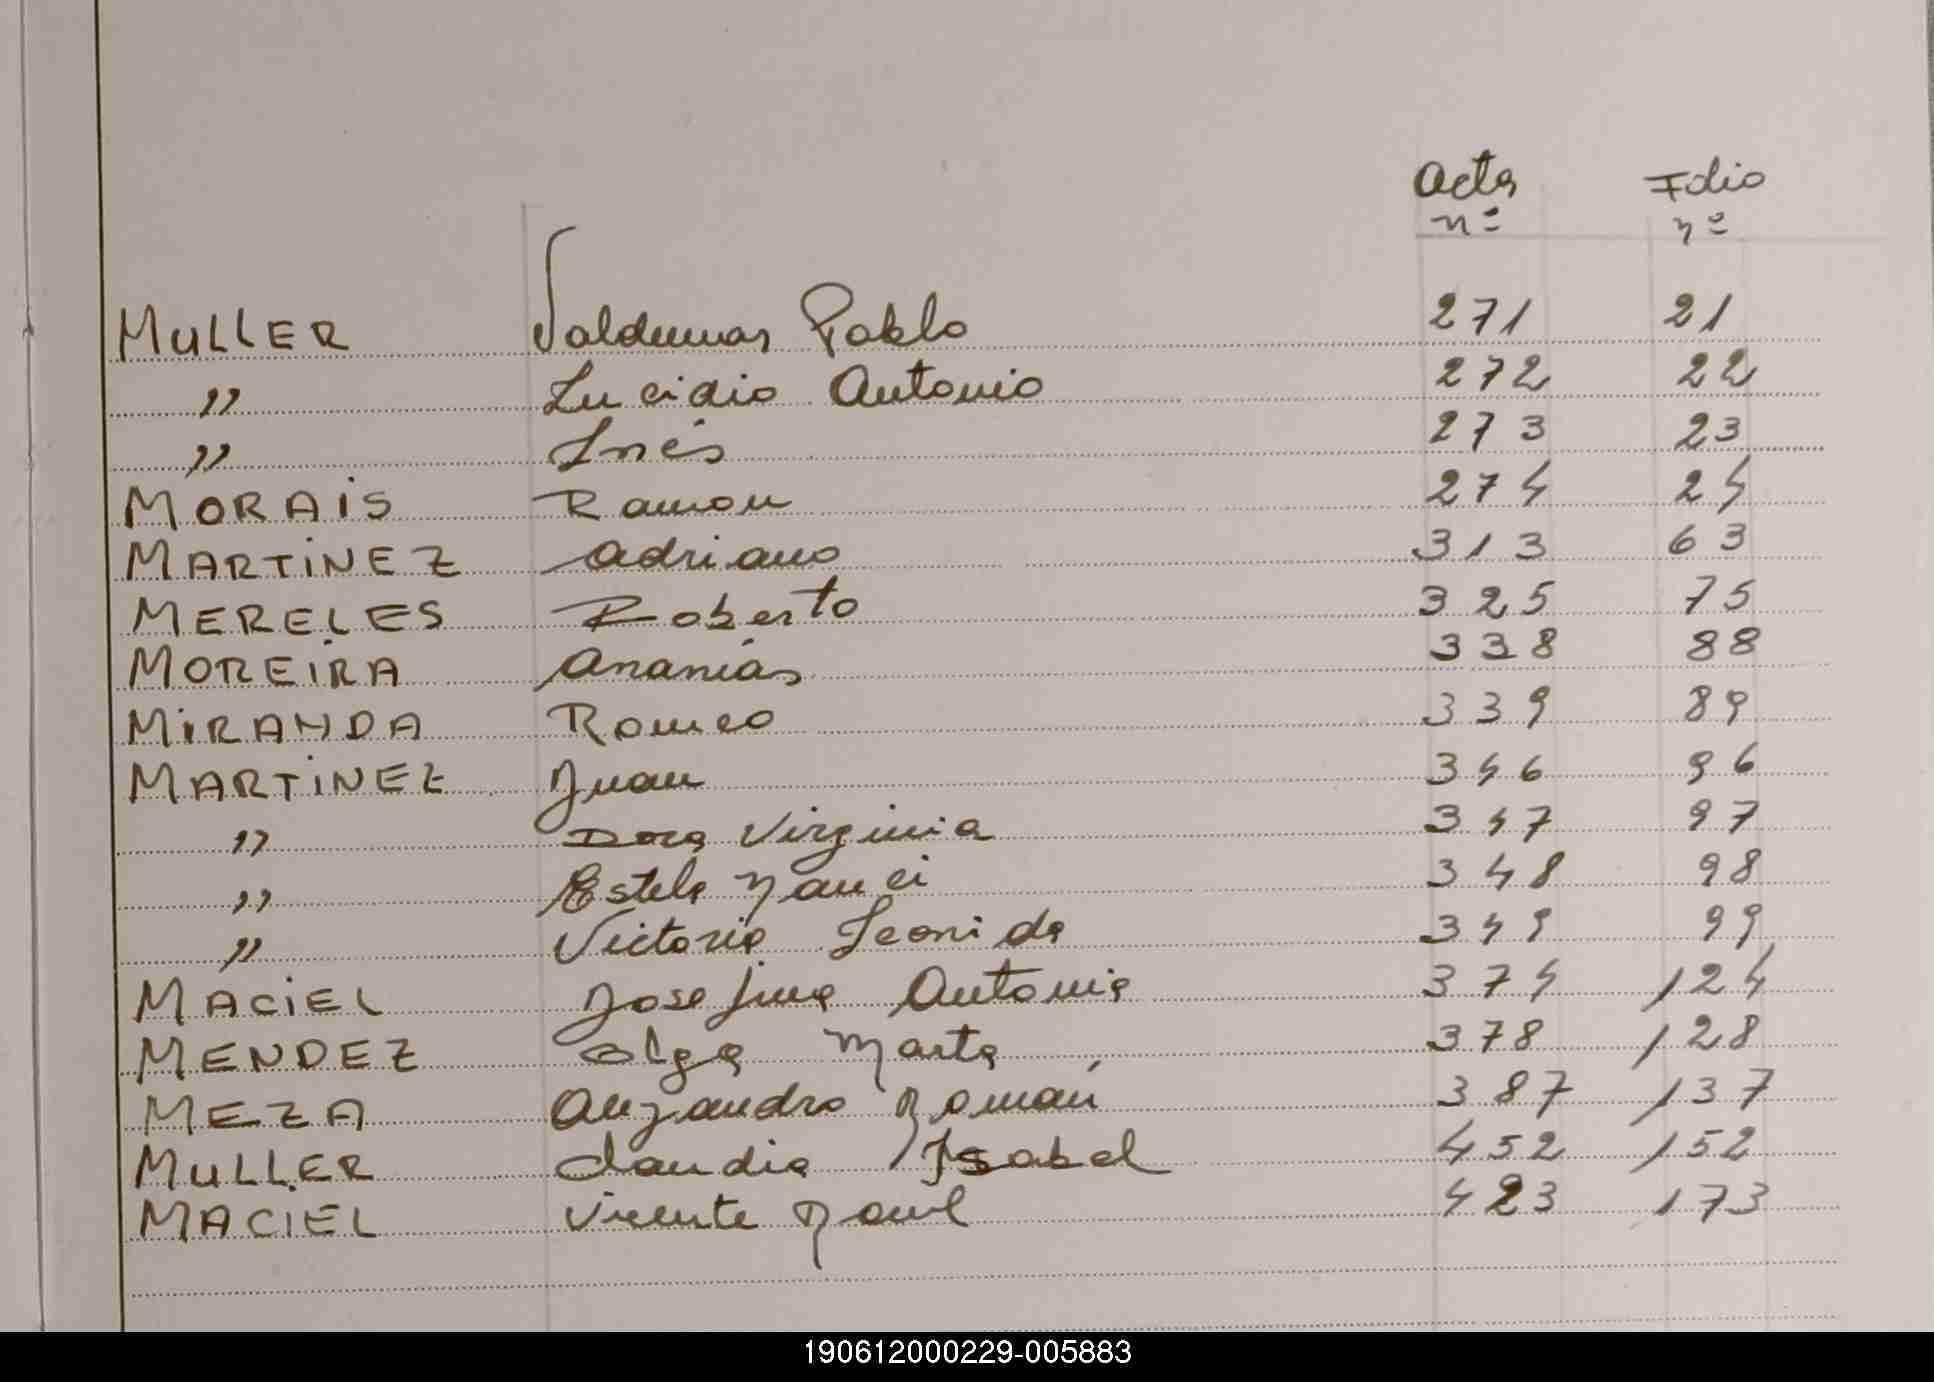 Acta Folio
nº nº
MULLER Valdemar Pablo 271 21
" Lucidio Antonio 272 22
" Inés 273 23
MORAIS Ramon 274 24
MARTINEZ Adriano 313 63
MERELES Roberto 325 75
MOREIRA Ananías 338 88
MIRANDA Romeo 339 89
MARTINEZ Juan 346 96
" Dora Virginia 347 97
" Estela Nanci 348 98
" Victoria Leonida 349 99
MACIEL Josefina Antonia 374 124
MENDEZ Olga Marta 378 128
MEZA Alejandro Román 387 137
MULLER Claudia Isabel 452 152
MACIEL Vicente Raul 423 173
190612000229-005883